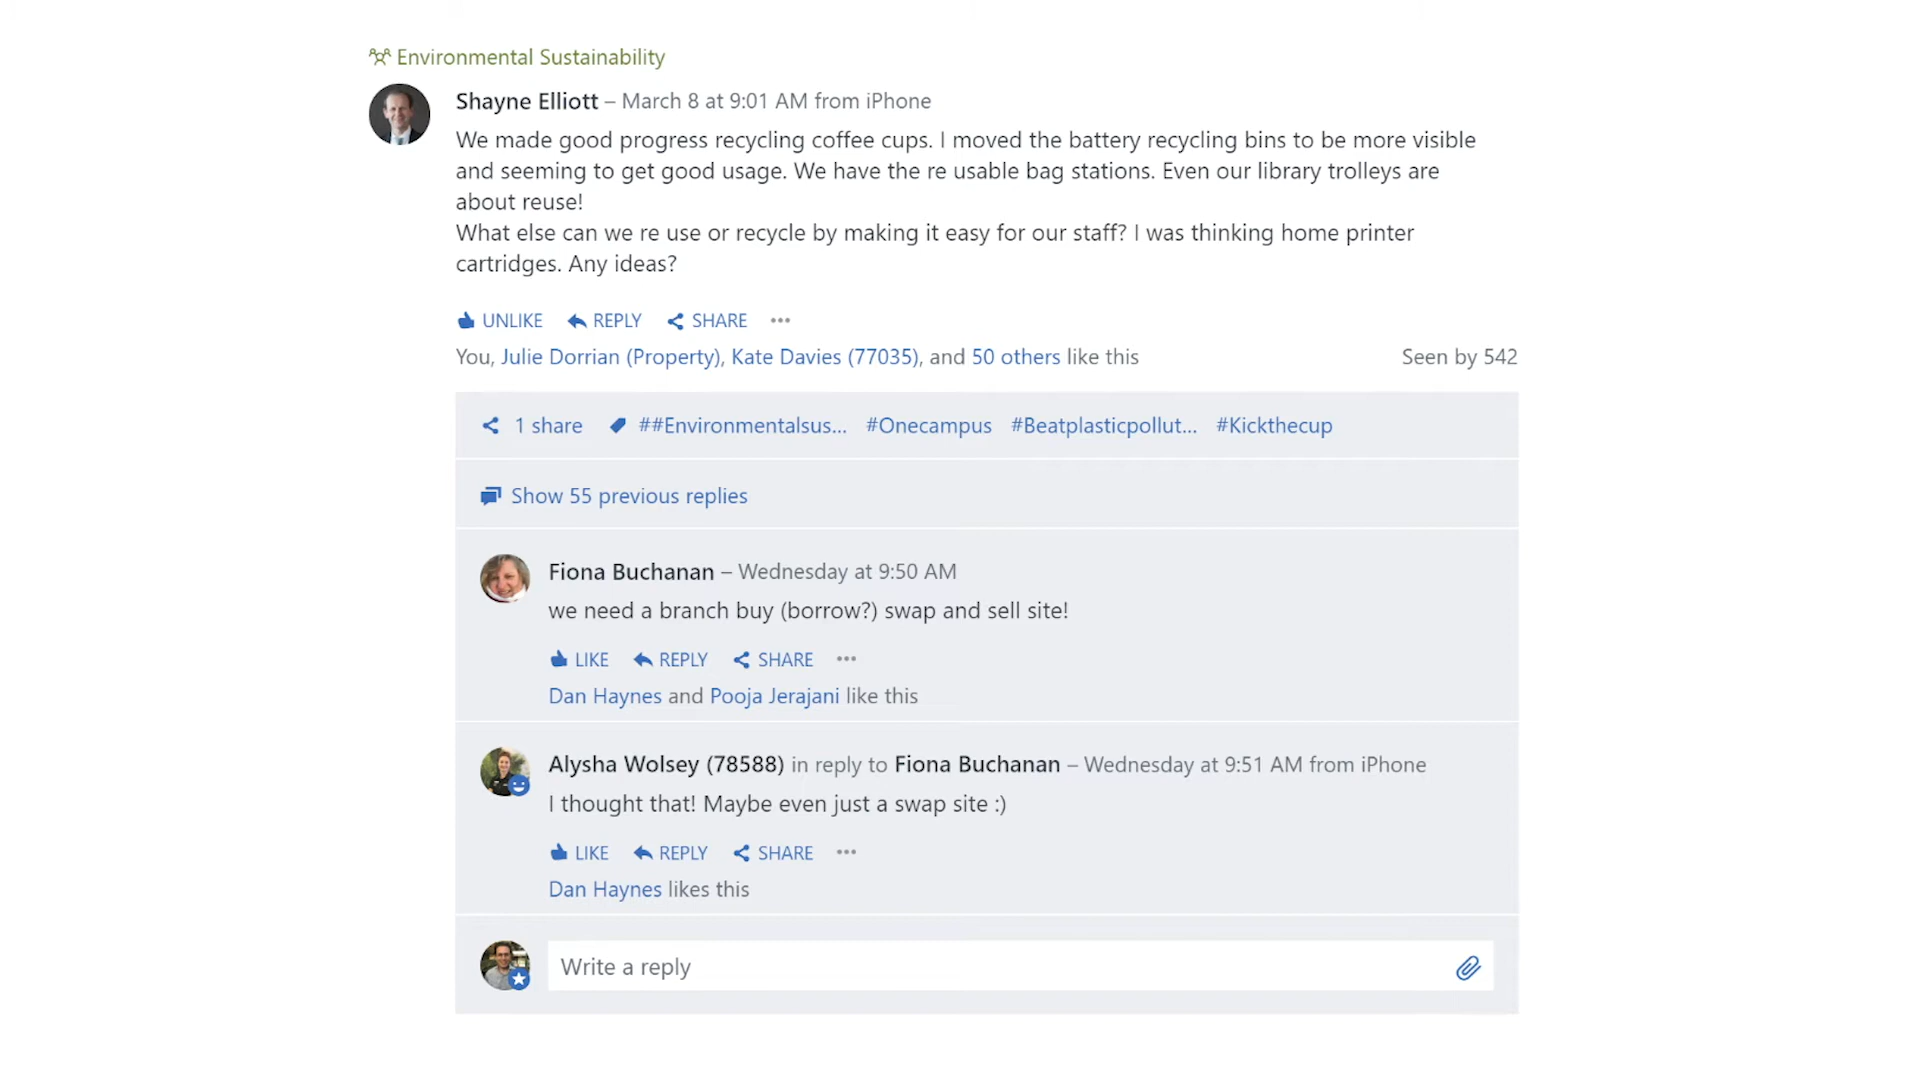 Environmental Sustainability
Shayne Elliott – March 8 at 9:01 AM from iPhone
We made good progress recycling coffee cups. I moved the battery recycling bins to be more visible
and seeming to get good usage. We have the re usable bag stations. Even our library trolleys are
about reuse!
What else can we re use or recycle by making it easy for our staff? I was thinking home printer
cartridges. Any ideas?
UNLIKE REPLY SHARE ...
You, Julie Dorrian (Property), Kate Davies (77035), and 50 others like this Seen by 542
1 share ##Environmentalsus... #Onecampus #Beatplasticpollut... #Kickthecup
Show 55 previous replies
Fiona Buchanan – Wednesday at 9:50 AM
we need a branch buy (borrow?) swap and sell site!
LIKE REPLY SHARE ...
Dan Haynes and Pooja Jerajani like this
Alysha Wolsey (78588) in reply to Fiona Buchanan – Wednesday at 9:51 AM from iPhone
I thought that! Maybe even just a swap site :)
LIKE REPLY SHARE ...
Dan Haynes likes this
Write a reply